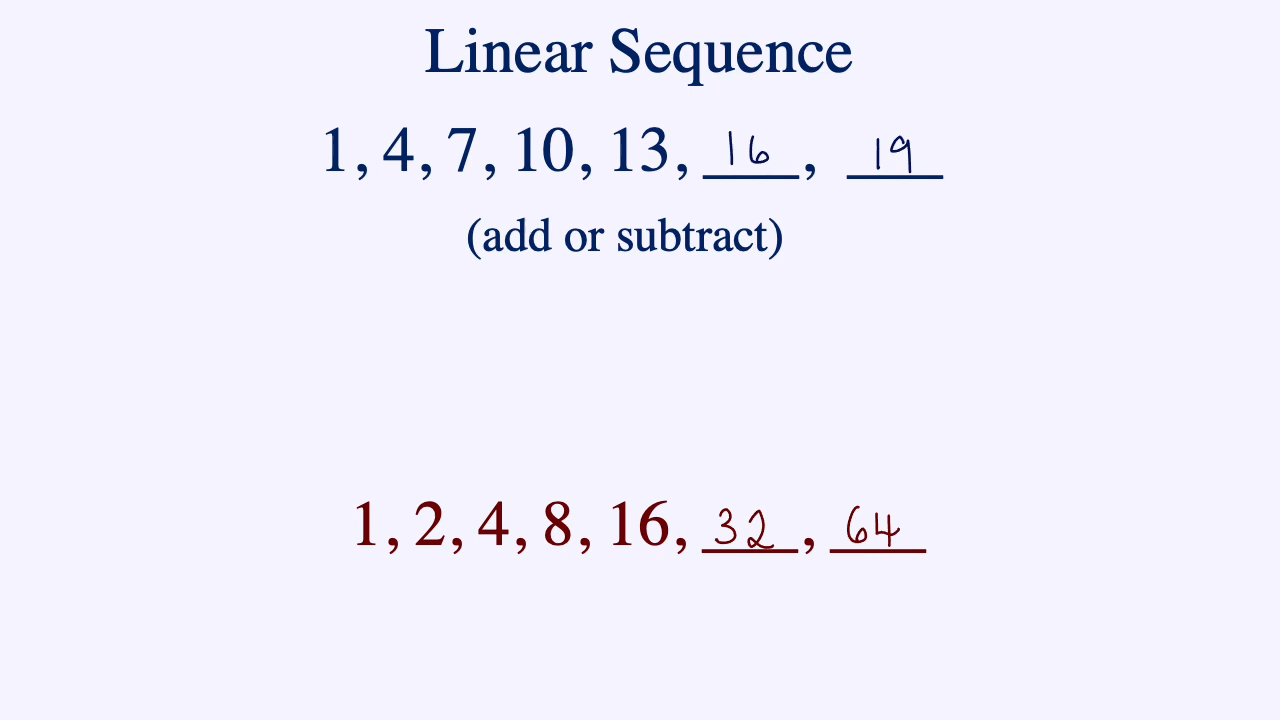 Linear Sequence
1, 4, 7, 10, 13, 16, 19
(add or subtract)
1, 2, 4, 8, 16, 32, 64